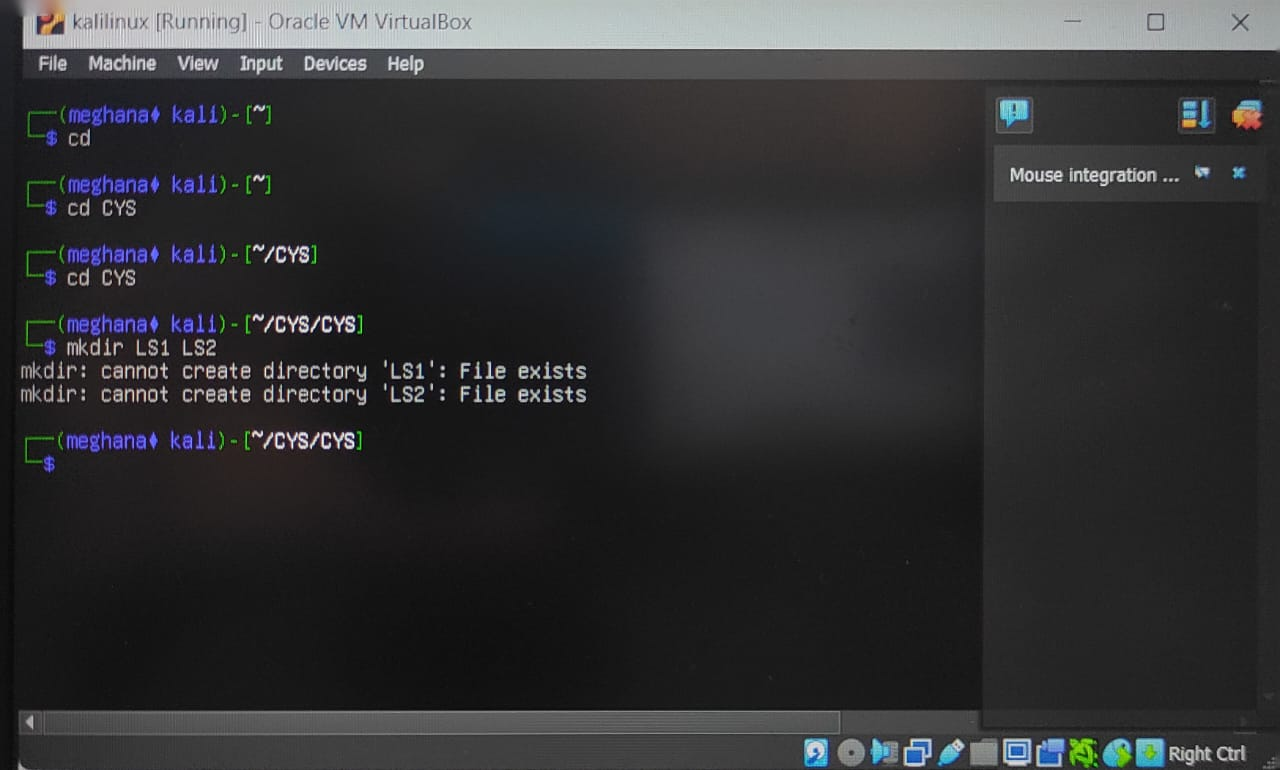 kalilinux [Running] - Oracle VM VirtualBox
File Machine View Input Devices Help
(meghana♦ kali)-[~]
$ cd
(meghana♦ kali)-[~]
$ cd CYS
(meghana♦ kali)-[~/CYS]
$ cd CYS
(meghana♦ kali)-[~/CYS/CYS]
$ mkdir LS1 LS2
mkdir: cannot create directory 'LS1': File exists
mkdir: cannot create directory 'LS2': File exists
(meghana♦ kali)-[~/CYS/CYS]
$
Mouse integration ...
Right Ctrl